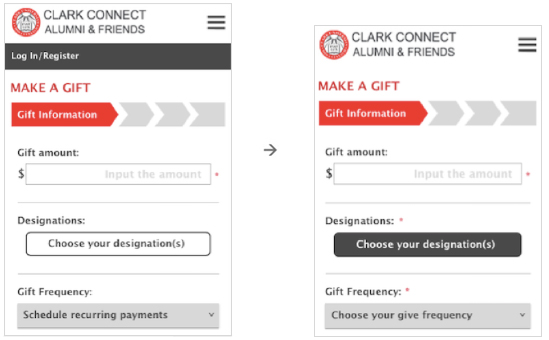 CLARK CONNECT
ALUMNI & FRIENDS
Log In/Register
MAKE A GIFT
Gift Information
Gift amount:
$ Input the amount *
Designations:
Choose your designation(s)
Gift Frequency:
Schedule recurring payments
→
CLARK CONNECT
ALUMNI & FRIENDS
MAKE A GIFT
Gift Information
Gift amount:
$ Input the amount *
Designations: *
Choose your designation(s)
Gift Frequency: *
Choose your give frequency